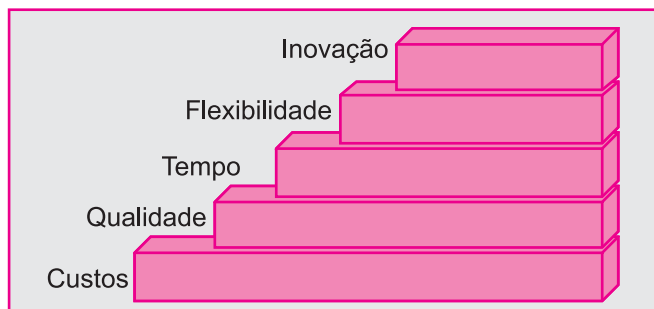 Inovação
Flexibilidade
Tempo
Qualidade
Custos